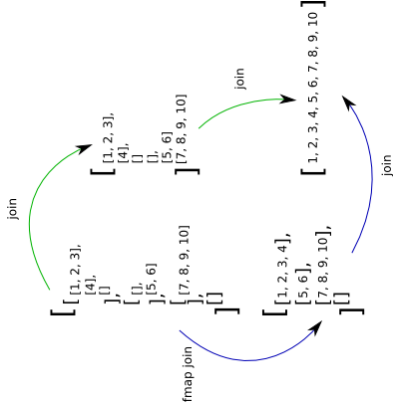 join
[
[
[1, 2, 3],
[4],
[]
],
[
[],
[5, 6]
],
[
[7, 8, 9, 10]
],
[]
]
[
[1, 2, 3],
[4],
[]
[],
[5, 6]
[7, 8, 9, 10]
]
fmap join
join
[
[1, 2, 3, 4],
[5, 6],
[7, 8, 9, 10],
[]
]
[ 1, 2, 3, 4, 5, 6, 7, 8, 9, 10 ]
join